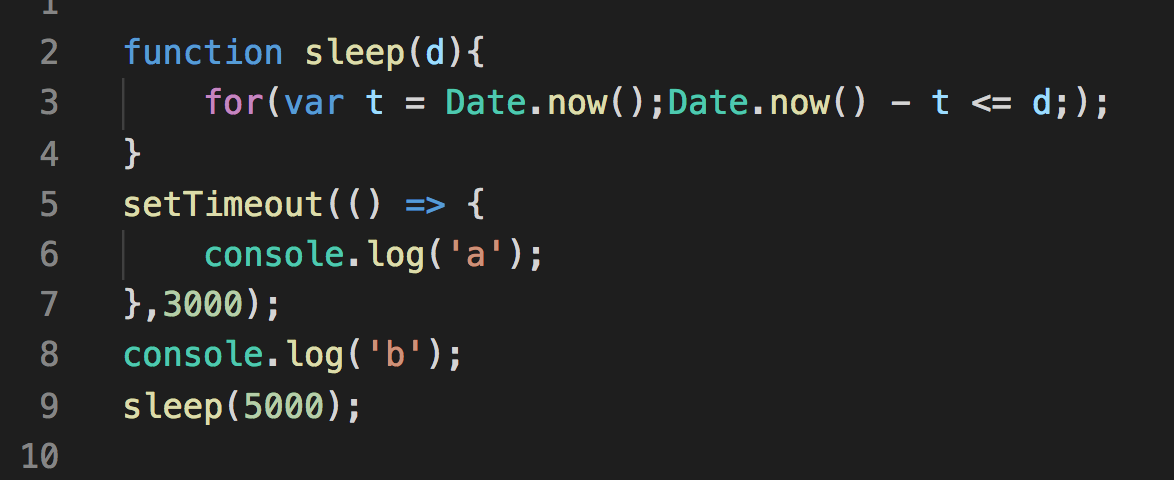 1
2 function sleep(d){
3 for(var t = Date.now();Date.now() - t <= d;);
4 }
5 setTimeout(() => {
6 console.log('a');
7 },3000);
8 console.log('b');
9 sleep(5000);
10